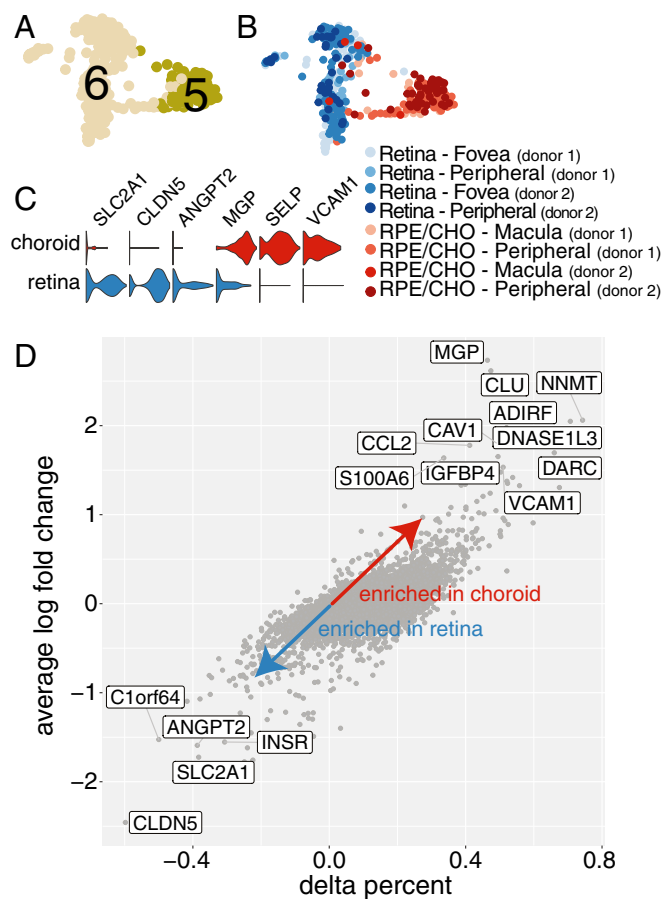 A
6
5
B
Retina - Fovea (donor 1)
Retina - Peripheral (donor 1)
Retina - Fovea (donor 2)
Retina - Peripheral (donor 2)
RPE/CHO - Macula (donor 1)
RPE/CHO - Peripheral (donor 1)
RPE/CHO - Macula (donor 2)
RPE/CHO - Peripheral (donor 2)
C
SLC2A1
CLDN5
ANGPT2
MGP
SELP
VCAM1
choroid
retina
D
MGP
CLU
NNMT
ADIRF
CAV1
DNASE1L3
CCL2
DARC
S100A6
IGFBP4
VCAM1
enriched in choroid
enriched in retina
C1orf64
ANGPT2
INSR
SLC2A1
CLDN5
average log fold change
2
1
0
−1
−2
−0.4
0.0
0.4
0.8
delta percent